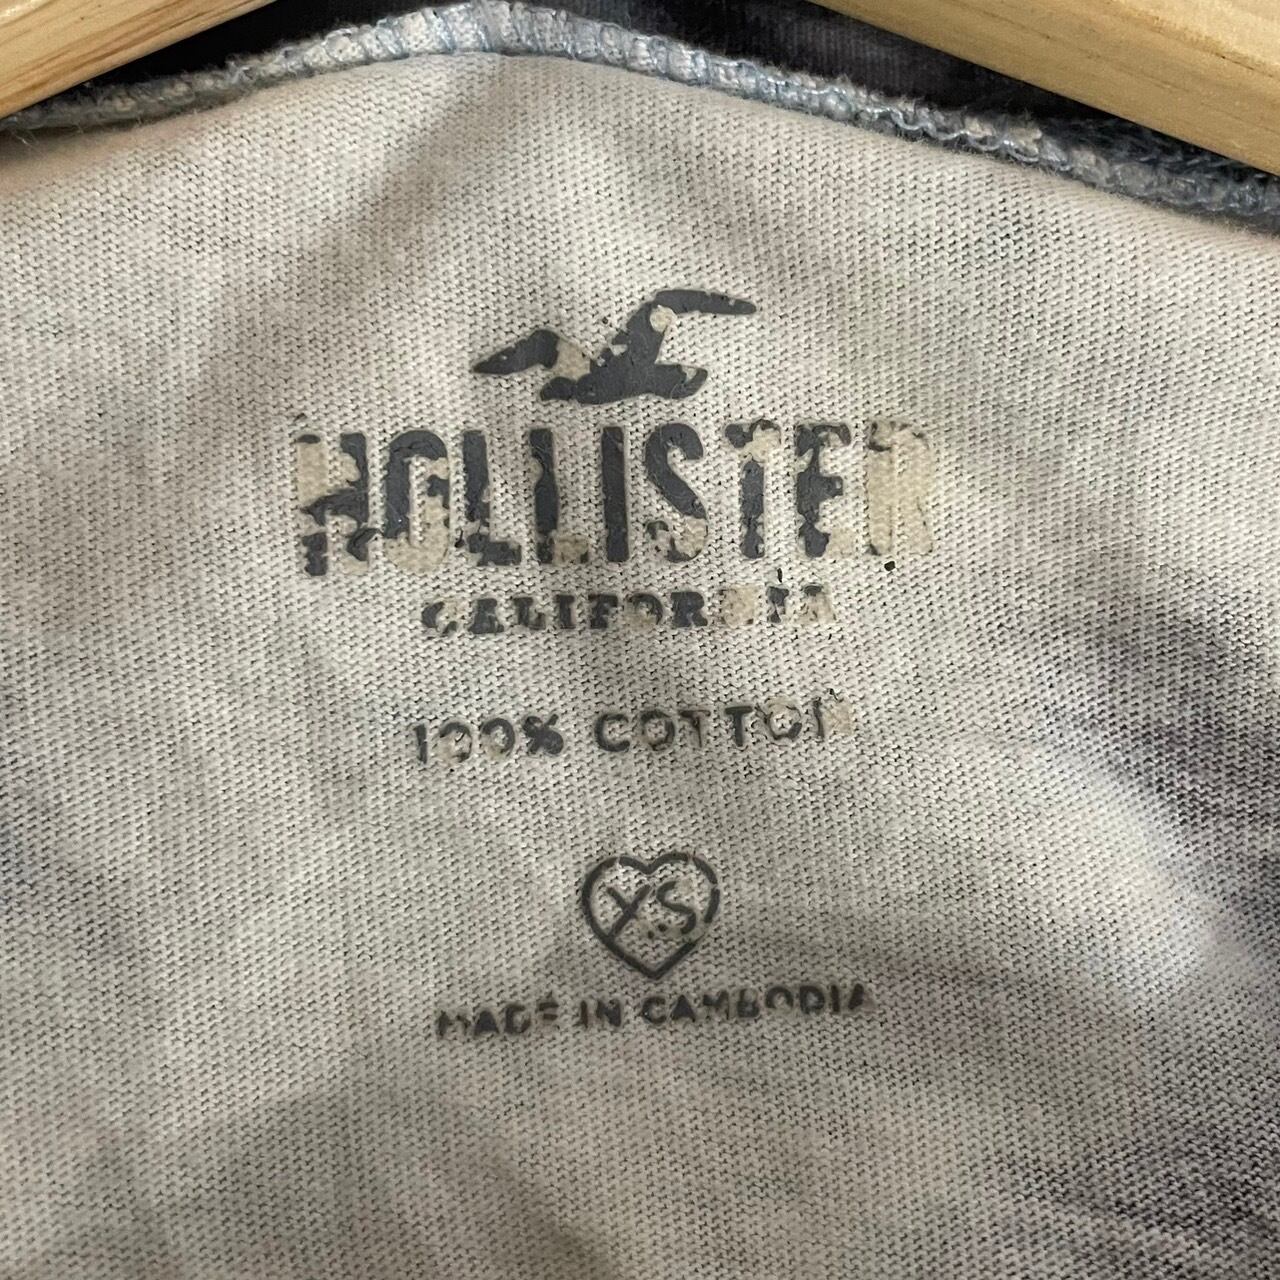 HOLLISTER
CALIFORNIA
100% COTTON
XS
MADE IN CAMBODIA